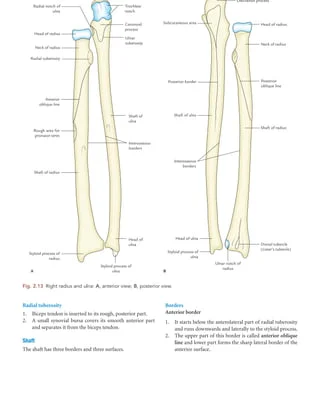 Radial notch of
ulna
Trochlear
notch
Coronoid
process
Ulnar
tuberosity
Head of radius
Neck of radius
Radial tuberosity
Anterior
oblique line
Shaft of
ulna
Rough area for
pronator teres
Interosseous
borders
Shaft of radius
Head of
ulna
Styloid process of
radius
Styloid process of
ulna
A
Olecranon process
Subcutaneous area
Head of radius
Neck of radius
Posterior border
Posterior
oblique line
Shaft of ulna
Shaft of radius
Interosseous
borders
Head of ulna
Styloid process of
ulna
Dorsal tubercle
(Lister's tubercle)
Ulnar notch of
radius
B
Fig. 2.13 Right radius and ulna: A, anterior view; B, posterior view.
Radial tuberosity
1. Biceps tendon is inserted to its rough, posterior part.
2. A small synovial bursa covers its smooth anterior part
and separates it from the biceps tendon.
Shaft
The shaft has three borders and three surfaces.
Borders
Anterior border
1. It starts below the anterolateral part of radial tuberosity
and runs downwards and laterally to the styloid process.
2. The upper part of this border is called anterior oblique
line and lower part forms the sharp lateral border of the
anterior surface.